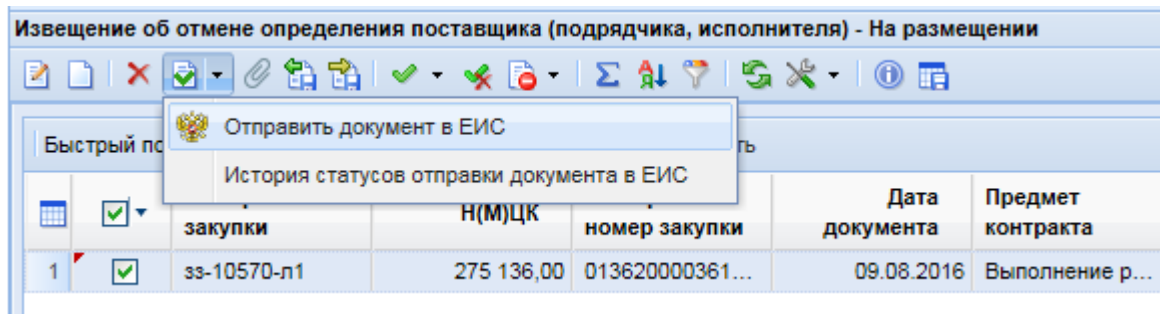 Извещение об отмене определения поставщика (подрядчика, исполнителя) - На размещении
Отправить документ в ЕИС
Быстрый
История статусов отправки документа в ЕИС
закупки
Н(М)ЦК
номер закупки
Дата документа
Предмет контракта
1 зз-10570-л1 275 136,00 013620000361... 09.08.2016 Выполнение р...